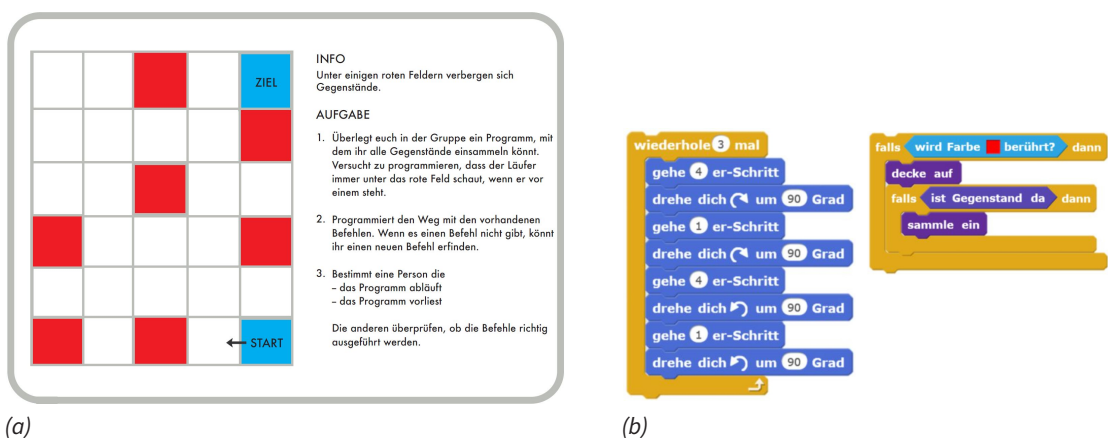 ZIEL
← START
INFO
Unter einigen roten Feldern verbergen sich
Gegenstände.
AUFGABE
1. Überlegt euch in der Gruppe ein Programm, mit
dem ihr alle Gegenstände einsammeln könnt.
Versucht zu programmieren, dass der Läufer
immer unter das rote Feld schaut, wenn er vor
einem steht.
2. Programmiert den Weg mit den vorhandenen
Befehlen. Wenn es einen Befehl nicht gibt, könnt
ihr einen neuen Befehl erfinden.
3. Bestimmt eine Person die
– das Programm abläuft
– das Programm vorliest
Die anderen überprüfen, ob die Befehle richtig
ausgeführt werden.
(a)
wiederhole 3 mal
gehe 4 er-Schritt
drehe dich ↻ um 90 Grad
gehe 1 er-Schritt
drehe dich ↻ um 90 Grad
gehe 4 er-Schritt
drehe dich ↺ um 90 Grad
gehe 1 er-Schritt
drehe dich ↺ um 90 Grad
falls wird Farbe berührt? dann
decke auf
falls ist Gegenstand da dann
sammle ein
(b)